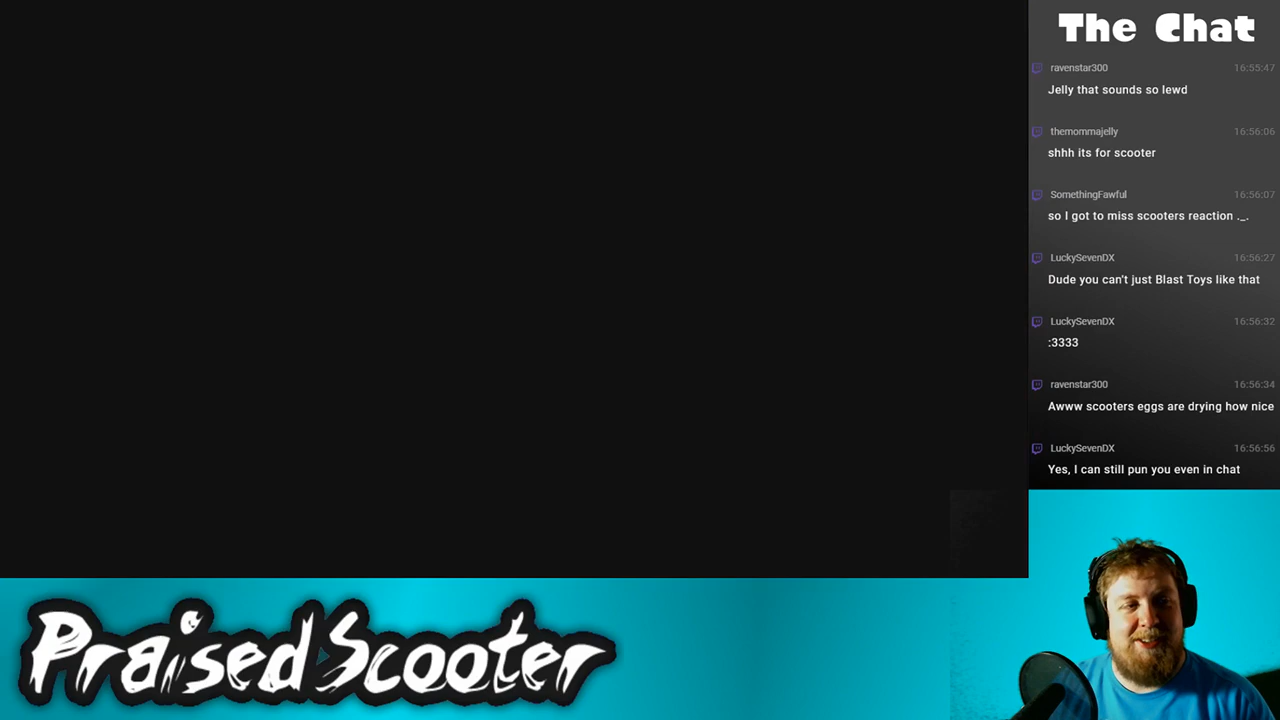 The Chat
ravenstar300 16:55:47
Jelly that sounds so lewd
themommajelly 16:56:06
shhh its for scooter
SomethingFawful 16:56:07
so I got to miss scooters reaction ._.
LuckySevenDX 16:56:27
Dude you can't just Blast Toys like that
LuckySevenDX 16:56:32
:3333
ravenstar300 16:56:34
Awww scooters eggs are drying how nice
LuckySevenDX 16:56:56
Yes, I can still pun you even in chat
PraisedScooter